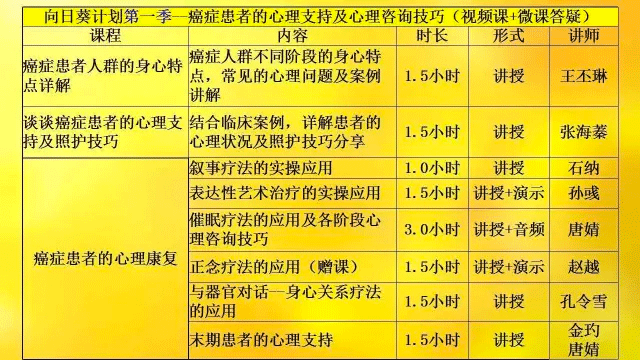 向日葵计划第一季—癌症患者的心理支持及心理咨询技巧（视频课+微课答疑）
课程 内容 时长 形式 讲师
癌症患者人群的身心特
点详解
癌症人群不同阶段的身心特
点，常见的心理问题及案例
讲解
1.5小时 讲授 王丕琳
谈谈癌症患者的心理支
持及照护技巧
结合临床案例，详解患者的
心理状况及照护技巧分享
1.5小时 讲授 张海蓁
癌症患者的心理康复
叙事疗法的实操应用 1.0小时 讲授 石纳
表达性艺术治疗的实操应用 1.5小时 讲授+演示 孙彧
催眠疗法的应用及各阶段心
理咨询技巧
3.0小时 讲授+音频 唐婧
正念疗法的应用（赠课） 1.5小时 讲授+演示 赵越
与器官对话—身心关系疗法
的应用
1.5小时 讲授 孔令雪
末期患者的心理支持 1.5小时 讲授 金玓
唐婧